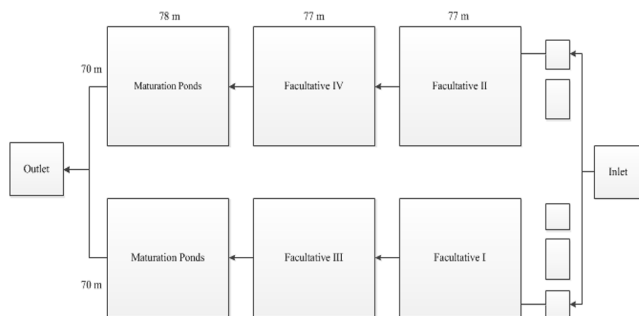 78 m
77 m
77 m
70 m
Maturation Ponds
Facultative IV
Facultative II
Outlet
Inlet
Maturation Ponds
Facultative III
Facultative I
70 m